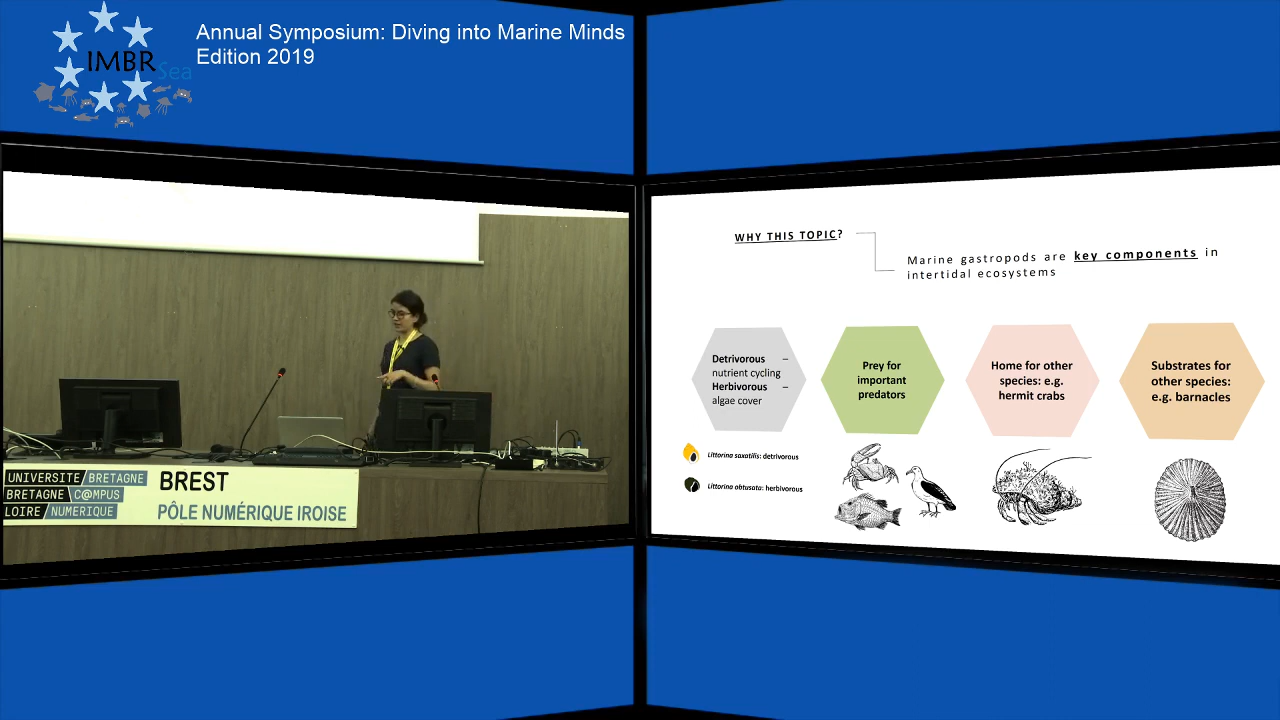 IMBRSea
Annual Symposium: Diving into Marine Minds
Edition 2019
UNIVERSITE/BRETAGNE
BRETAGNE/C@MPUS
LOIRE/NUMERIQUE
BREST
PÔLE NUMÉRIQUE IROISE
WHY THIS TOPIC?
Marine gastropods are key components in
intertidal ecosystems
Detrivorous –
nutrient cycling
Herbivorous –
algae cover
Prey for
important
predators
Home for other
species: e.g.
hermit crabs
Substrates for
other species:
e.g. barnacles
Littorina saxatilis: detrivorous
Littorina obtusata: herbivorous